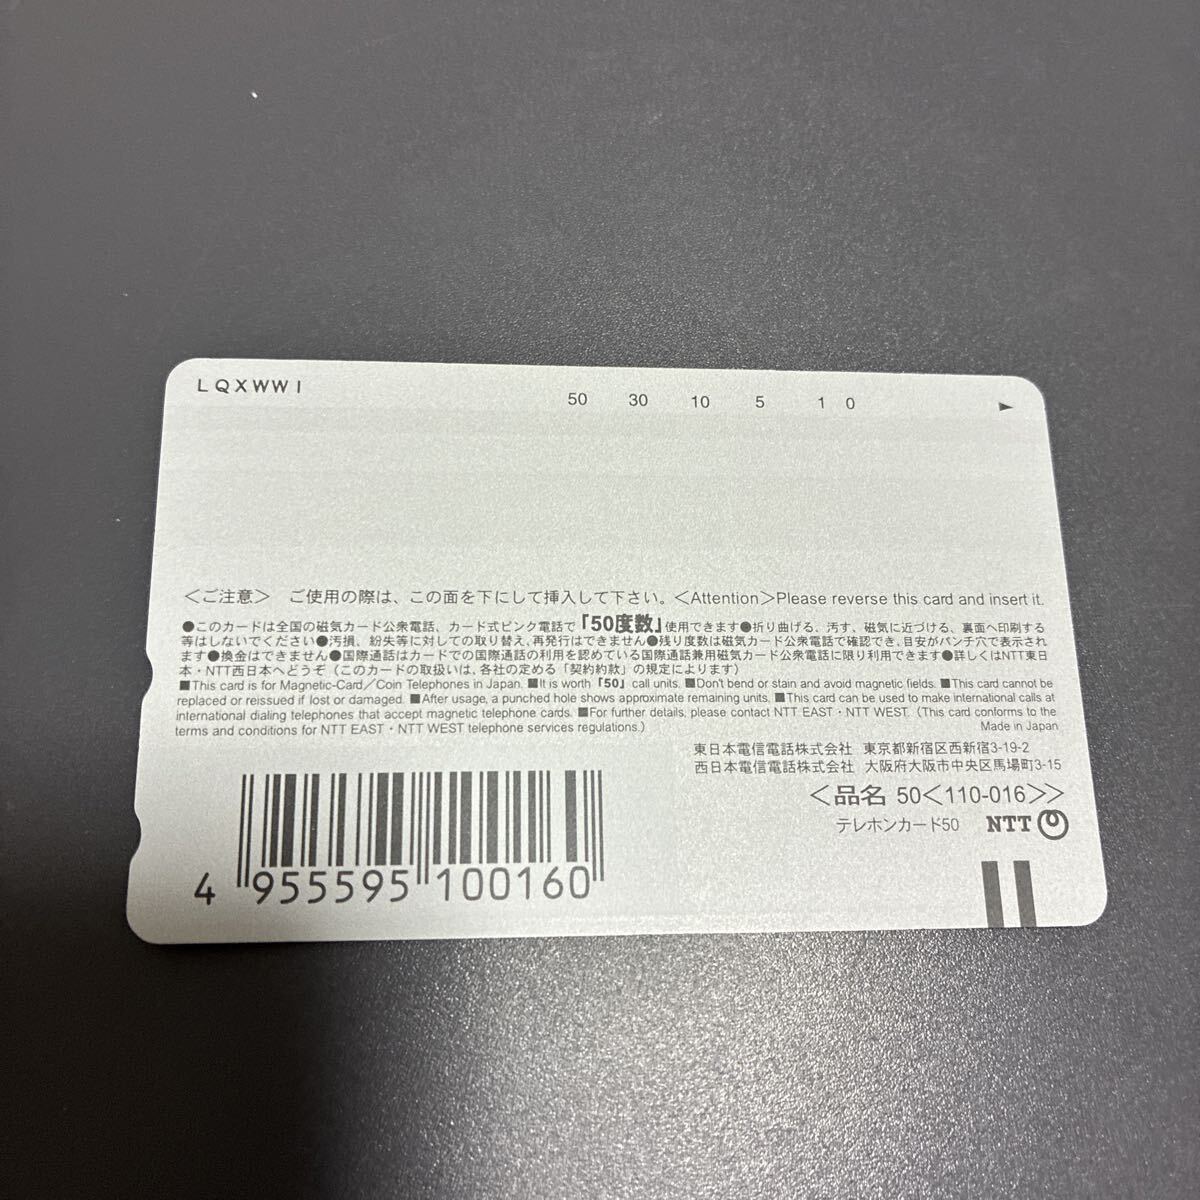 LQXWWI
50 30 10 5 1 0 ►
＜ご注意＞ ご使用の際は、この面を下にして挿入して下さい。＜Attention＞Please reverse this card and insert it.
●このカードは全国の磁気カード公衆電話、カード式ピンク電話で「50度数」使用できます●折り曲げる、汚す、磁気に近づける、裏面へ印刷する
等はしないでください●汚損、紛失等に対しての取り替え、再発行はできません●残り度数は磁気カード公衆電話で確認でき、目安がパンチ穴で表示され
ます●換金はできません●国際通話はカードでの国際通話の利用を認めている国際通話兼用磁気カード公衆電話に限り利用できます●詳しくはNTT東日
本・NTT西日本へどうぞ（このカードの取扱いは、各社の定める「契約約款」の規定によります）
■This card is for Magnetic-Card／Coin Telephones in Japan. ■It is worth「50」call units. ■Don't bend or stain and avoid magnetic fields. ■This card cannot be
replaced or reissued if lost or damaged. ■After usage, a punched hole shows approximate remaining units. ■This card can be used to make international calls at
international dialing telephones that accept magnetic telephone cards. ■For further details, please contact NTT EAST・NTT WEST. (This card conforms to the
terms and conditions for NTT EAST・NTT WEST telephone services regulations.) Made in Japan
東日本電信電話株式会社 東京都新宿区西新宿3-19-2
西日本電信電話株式会社 大阪府大阪市中央区馬場町3-15
＜品名 50＜110-016＞＞
テレホンカード50 NTT
4 955595 100160